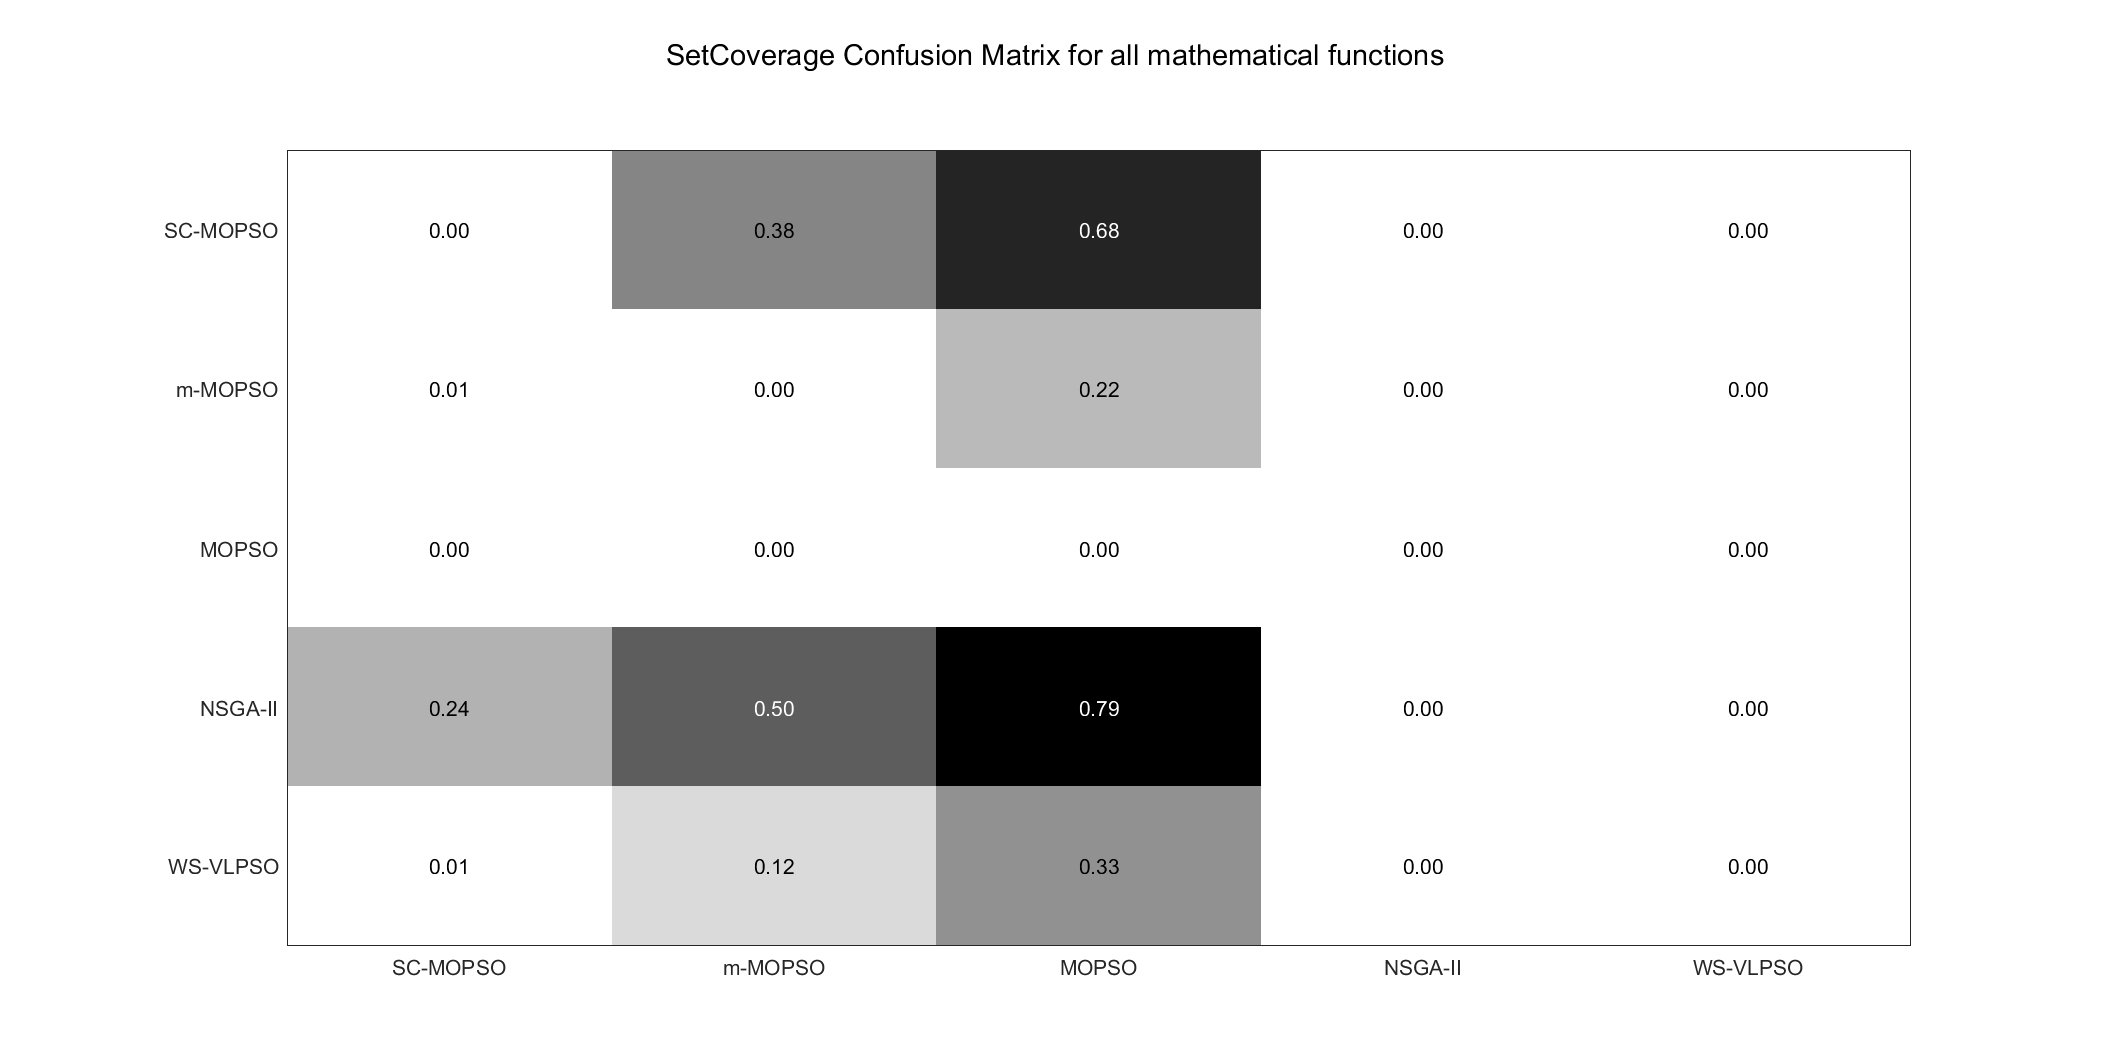 SetCoverage Confusion Matrix for all mathematical functions
SC-MOPSO 0.00 0.38 0.68 0.00 0.00
m-MOPSO 0.01 0.00 0.22 0.00 0.00
MOPSO 0.00 0.00 0.00 0.00 0.00
NSGA-II 0.24 0.50 0.79 0.00 0.00
WS-VLPSO 0.01 0.12 0.33 0.00 0.00
SC-MOPSO m-MOPSO MOPSO NSGA-II WS-VLPSO